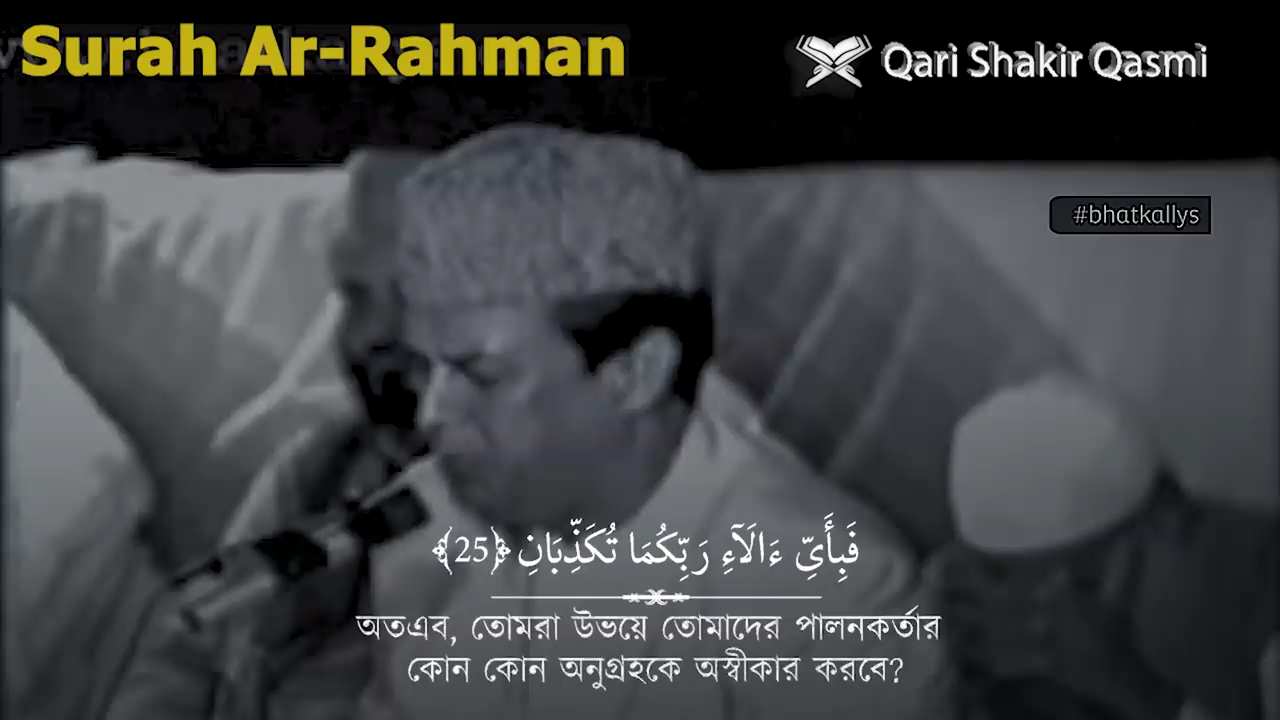 Surah Ar-Rahman
Qari Shakir Qasmi
#bhatkallys
فَبِأَيِّ ءَالَآءِ رَبِّكُمَا تُكَذِّبَانِ ﴿25﴾
অতএব, তোমরা উভয়ে তোমাদের পালনকর্তার
কোন কোন অনুগ্রহকে অস্বীকার করবে?